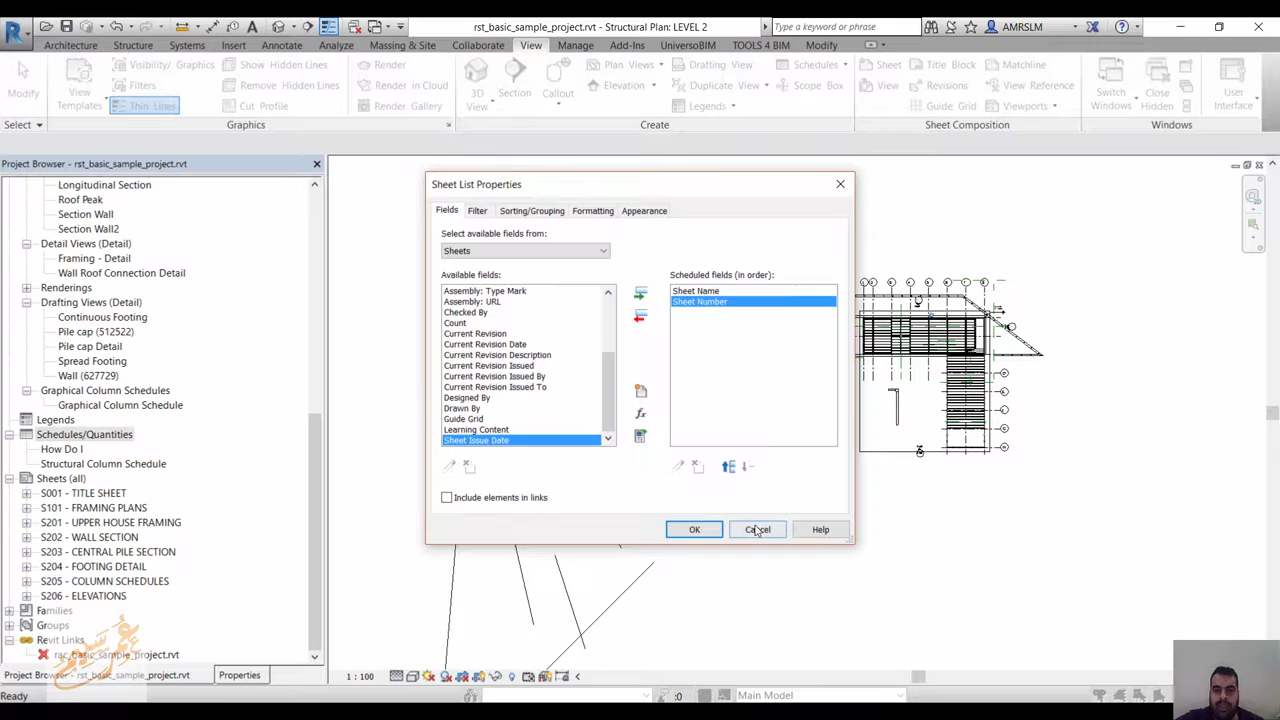 rst_basic_sample_project.rvt - Structural Plan: LEVEL 2
Type a keyword or phrase
AMRSLM
Architecture Structure Systems Insert Annotate Analyze Massing & Site Collaborate View Manage Add-Ins UniversoBIM TOOLS 4 BIM Modify
Modify
View Templates
Visibility/ Graphics
Filters
Thin Lines
Show Hidden Lines
Remove Hidden Lines
Cut Profile
Render
Render in Cloud
Render Gallery
3D View
Section
Callout
Plan Views
Elevation
Drafting View
Duplicate View
Legends
Schedules
Scope Box
Sheet
View
Title Block
Revisions
Guide Grid
Matchline
View Reference
Viewports
Switch Windows
Close Hidden
User Interface
Select
Graphics
Create
Sheet Composition
Windows
Project Browser - rst_basic_sample_project.rvt
Longitudinal Section
Roof Peak
Section Wall
Section Wall2
Detail Views (Detail)
Framing - Detail
Wall Roof Connection Detail
Renderings
Drafting Views (Detail)
Continuous Footing
Pile cap (512522)
Pile cap Detail
Spread Footing
Wall (627729)
Graphical Column Schedules
Graphical Column Schedule
Legends
Schedules/Quantities
How Do I
Structural Column Schedule
Sheets (all)
S001 - TITLE SHEET
S101 - FRAMING PLANS
S201 - UPPER HOUSE FRAMING
S202 - WALL SECTION
S203 - CENTRAL PILE SECTION
S204 - FOOTING DETAIL
S205 - COLUMN SCHEDULES
S206 - ELEVATIONS
Families
Groups
Revit Links
rac_basic_sample_project.rvt
Project Browser - rst_basic_sample_project.rvt
Properties
Ready
Sheet List Properties
Fields Filter Sorting/Grouping Formatting Appearance
Select available fields from:
Sheets
Available fields:
Assembly: Type Mark
Assembly: URL
Checked By
Count
Current Revision
Current Revision Date
Current Revision Description
Current Revision Issued
Current Revision Issued By
Current Revision Issued To
Designed By
Drawn By
Guide Grid
Learning Content
Sheet Issue Date
Scheduled fields (in order):
Sheet Name
Sheet Number
Include elements in links
OK
Cancel
Help
1 : 100
:0
Main Model